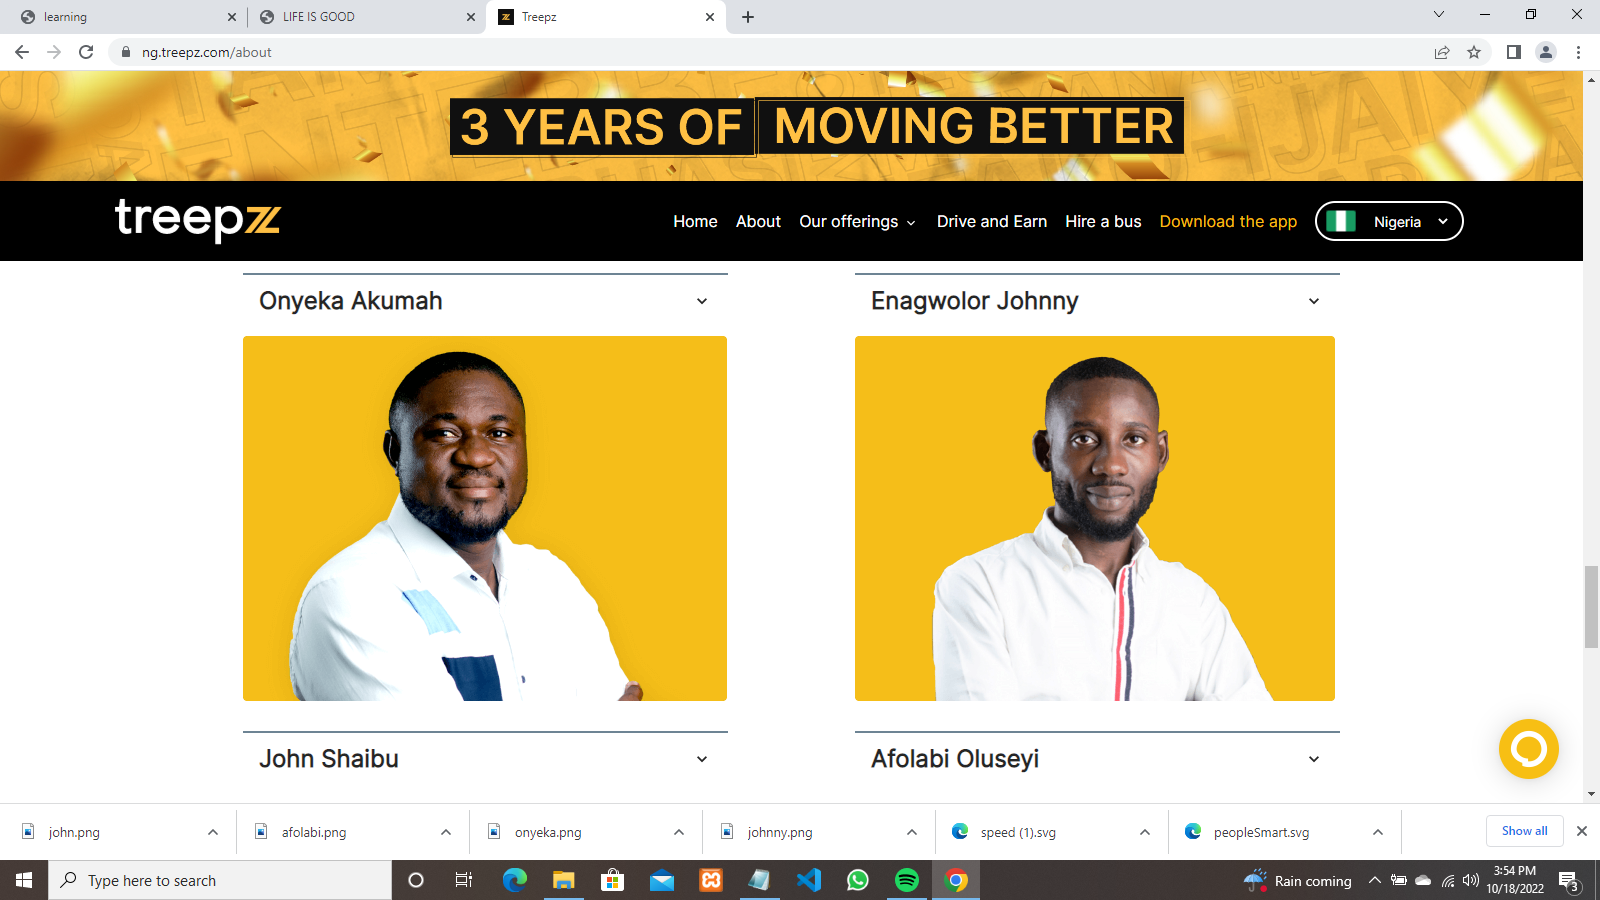 learning
LIFE IS GOOD
Treepz
ng.treepz.com/about
3 YEARS OF MOVING BETTER
treepz
Home About Our offerings Drive and Earn Hire a bus Download the app Nigeria
Onyeka Akumah Enagwolor Johnny
John Shaibu Afolabi Oluseyi
john.png afolabi.png onyeka.png johnny.png speed (1).svg peopleSmart.svg Show all
Type here to search
Rain coming
3:54 PM
10/18/2022
3